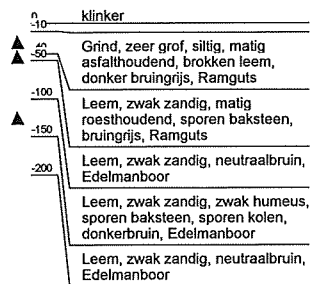 0 klinker
-10
Grind, zeer grof, siltig, matig
-40 asfalthoudend, brokken leem,
-50
donker bruingrijs, Ramguts
-100 Leem, zwak zandig, matig
roesthoudend, sporen baksteen,
-150 bruingrijs, Ramguts
Leem, zwak zandig, neutraalbruin,
-200 Edelmanboor
Leem, zwak zandig, zwak humeus,
sporen baksteen, sporen kolen,
donkerbruin, Edelmanboor
Leem, zwak zandig, neutraalbruin,
Edelmanboor